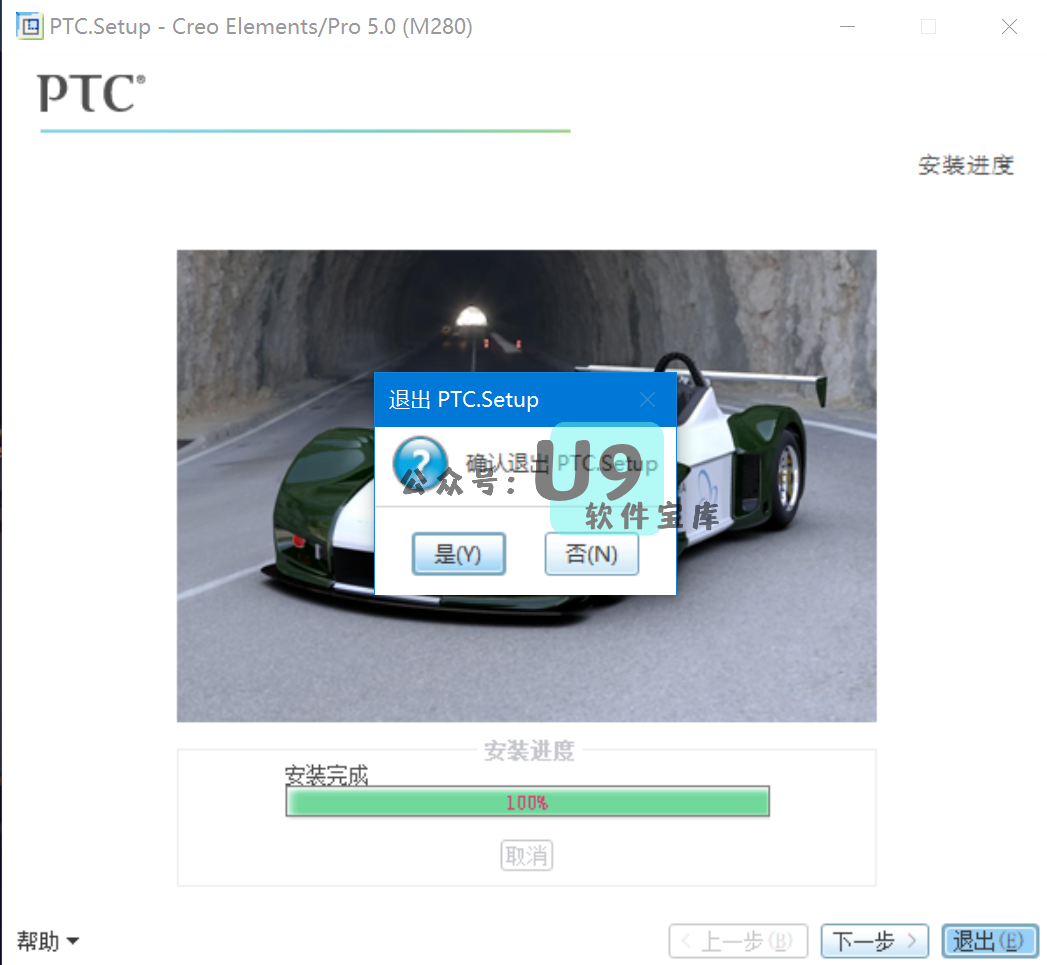 PTC.Setup - Creo Elements/Pro 5.0 (M280)
PTC®
安装进度
退出 PTC.Setup
确认退出 PTC.Setup
公众号：U9
软件宝库
是(Y)
否(N)
安装进度
安装完成
100%
取消
帮助
上一步(B)
下一步
退出(E)